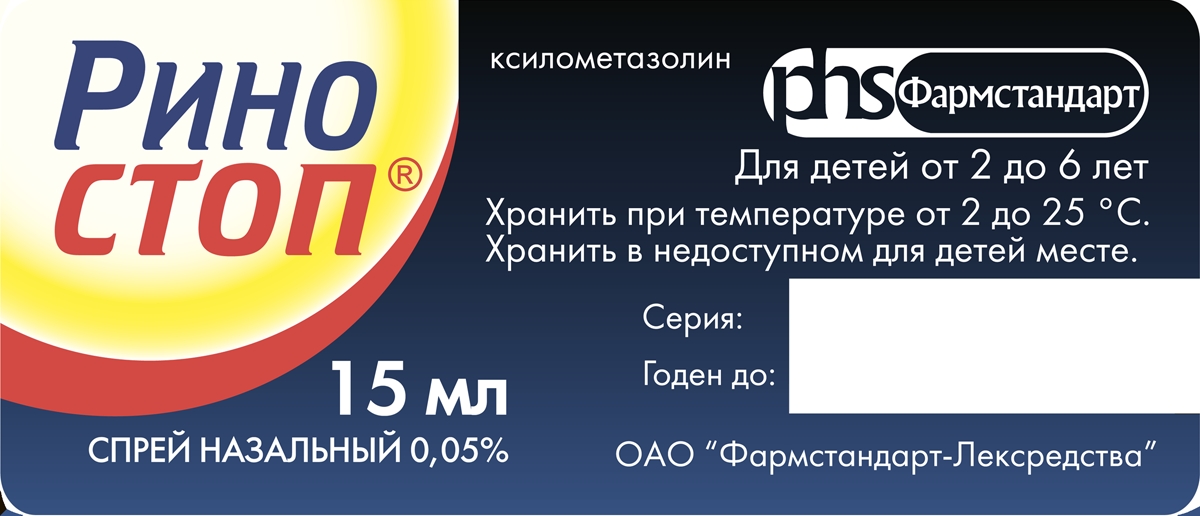 Рино
стоп®
15 мл
СПРЕЙ НАЗАЛЬНЫЙ 0,05%
ксилометазолин
phs Фармстандарт
Для детей от 2 до 6 лет
Хранить при температуре от 2 до 25 °С.
Хранить в недоступном для детей месте.
Серия:
Годен до:
ОАО “Фармстандарт-Лексредства”